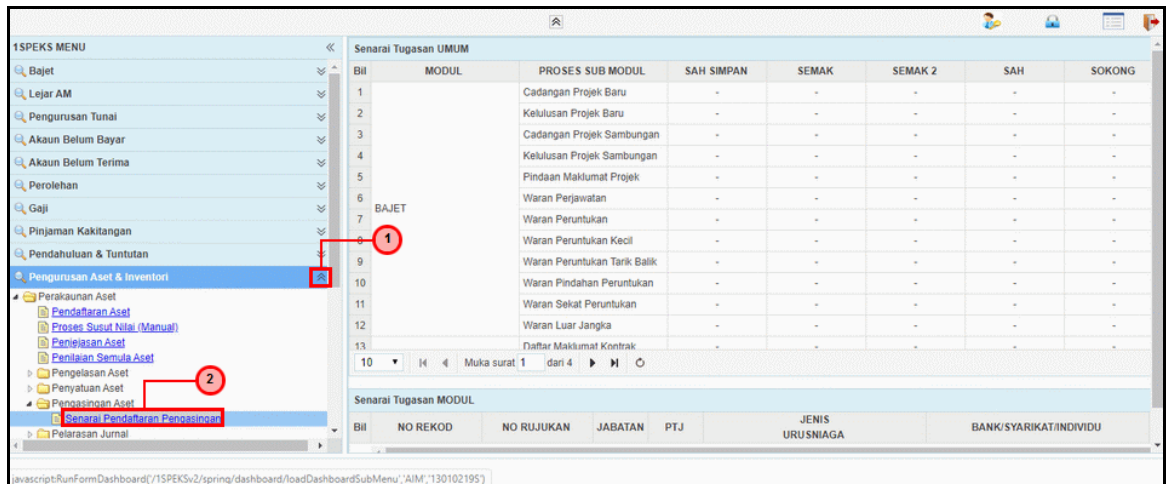 1SPEKS MENU
Bajet
Lejar AM
Pengurusan Tunai
Akaun Belum Bayar
Akaun Belum Terima
Perolehan
Gaji
Pinjaman Kakitangan
Pendahuluan & Tuntutan
Pengurusan Aset & Inventori
Perakaunan Aset
Pendaftaran Aset
Proses Susut Nilai (Manual)
Penjejasan Aset
Penilaian Semula Aset
Pengelasan Aset
Penyatuan Aset
Pengasingan Aset
Senarai Pendaftaran Pengasingan
Pelarasan Jurnal
1
2
Senarai Tugasan UMUM
Bil MODUL PROSES SUB MODUL SAH SIMPAN SEMAK SEMAK 2 SAH SOKONG
1 Cadangan Projek Baru - - - - -
2 Kelulusan Projek Baru - - - - -
3 Cadangan Projek Sambungan - - - - -
4 Kelulusan Projek Sambungan - - - - -
5 Pindaan Maklumat Projek - - - - -
6 Waran Perjawatan - - - - -
BAJET
7 Waran Peruntukan - - - - -
8 Waran Peruntukan Kecil - - - - -
9 Waran Peruntukan Tarik Balik - - - - -
10 Waran Pindahan Peruntukan - - - - -
11 Waran Sekat Peruntukan - - - - -
12 Waran Luar Jangka - - - - -
13 Daftar Maklumat Kontrak - - - - -
10 Muka surat 1 dari 4
Senarai Tugasan MODUL
Bil NO REKOD NO RUJUKAN JABATAN PTJ JENIS URUSNIAGA BANK/SYARIKAT/INDIVIDU
javascript:RunFormDashboard('/1SPEKSv2/spring/dashboard/loadDashboardSubMenu','AIM','13010219S')